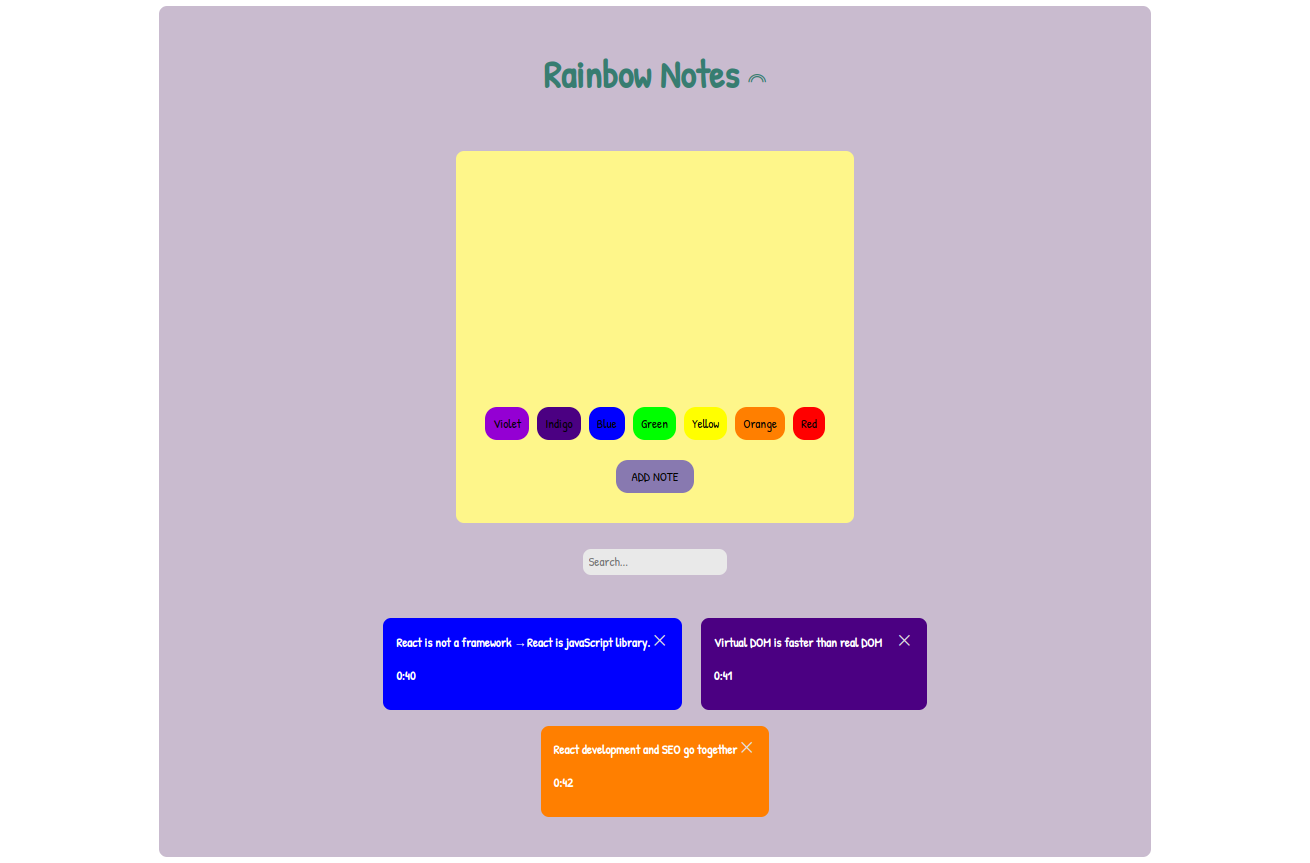 Rainbow Notes
Violet Indigo Blue Green Yellow Orange Red
ADD NOTE
Search...
React is not a framework →React is javaScript library.
0:40
Virtual DOM is faster than real DOM
0:41
React development and SEO go together
0:42